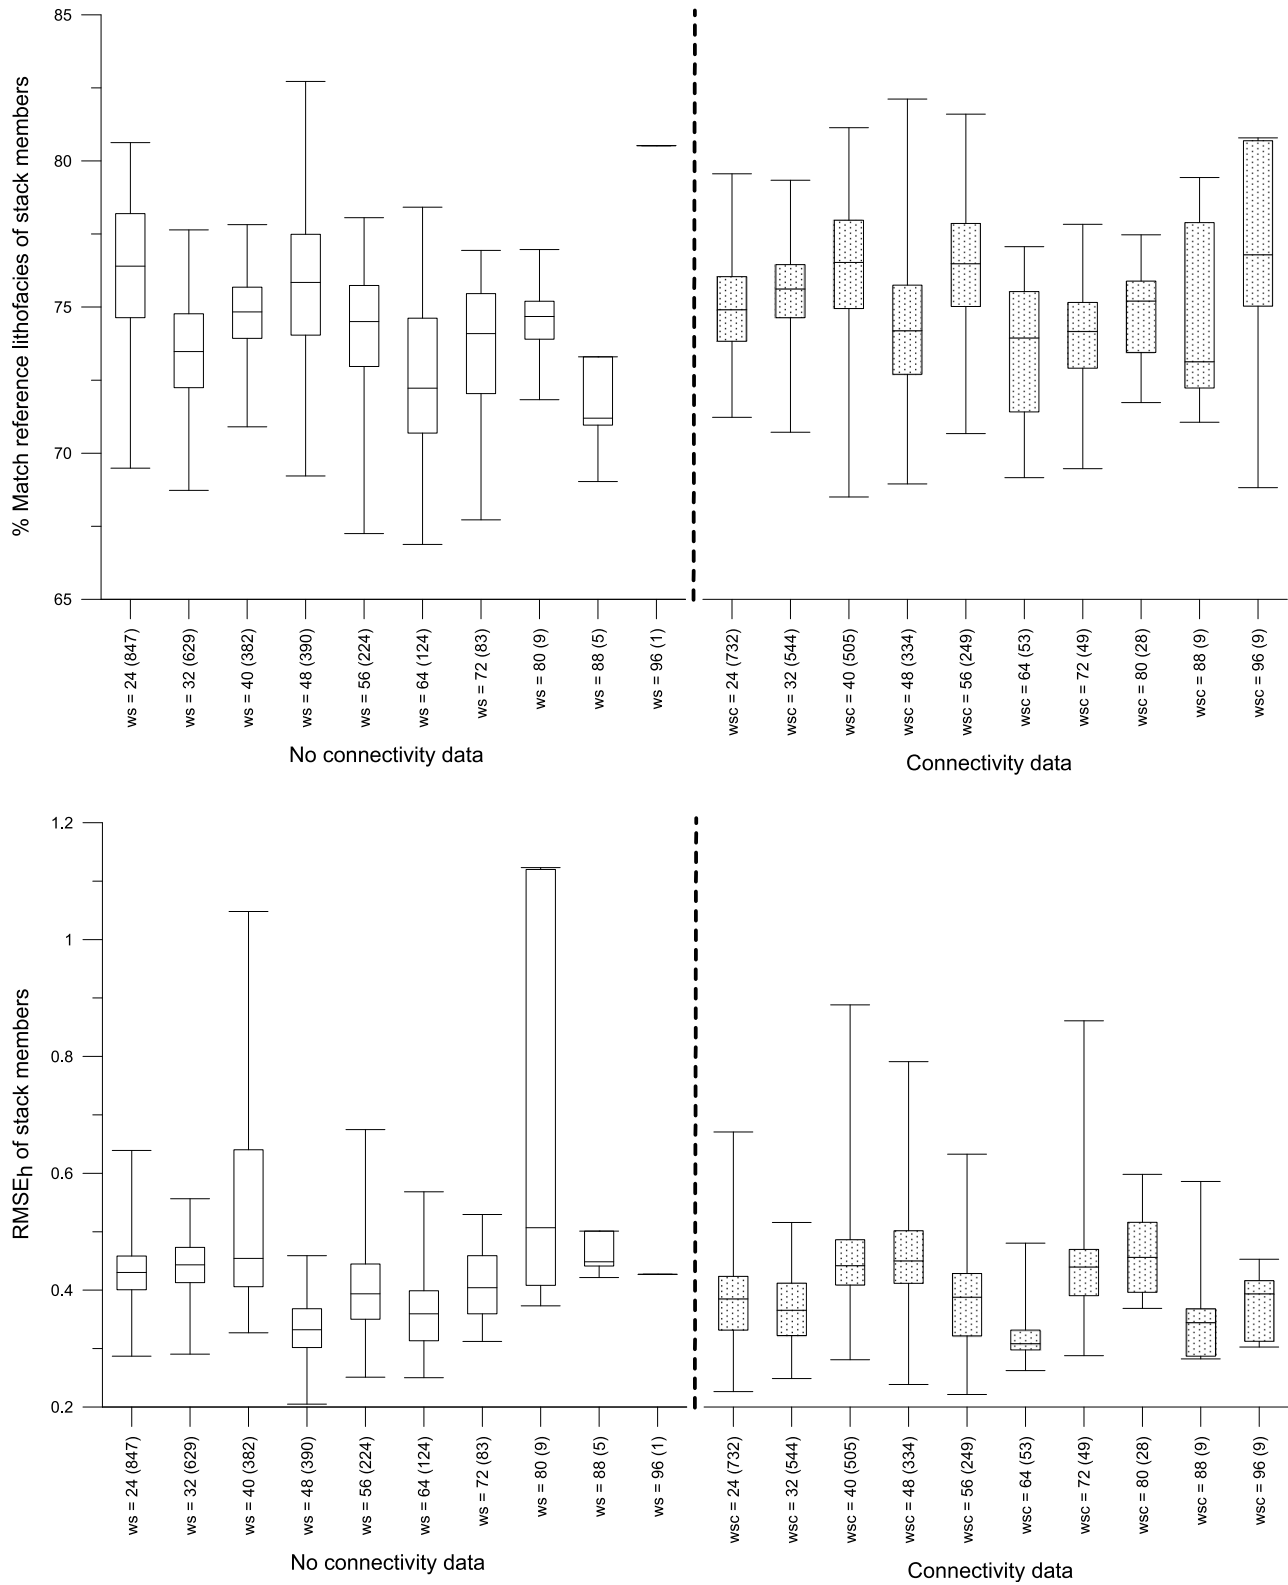 85
80
75
70
65
% Match reference lithofacies of stack members
ws = 24 (847)
ws = 32 (629)
ws = 40 (382)
ws = 48 (390)
ws = 56 (224)
ws = 64 (124)
ws = 72 (83)
ws = 80 (9)
ws = 88 (5)
ws = 96 (1)
wsc = 24 (732)
wsc = 32 (544)
wsc = 40 (505)
wsc = 48 (334)
wsc = 56 (249)
wsc = 64 (53)
wsc = 72 (49)
wsc = 80 (28)
wsc = 88 (9)
wsc = 96 (9)
No connectivity data
Connectivity data
1.2
1
0.8
0.6
0.4
0.2
RMSEh of stack members
ws = 24 (847)
ws = 32 (629)
ws = 40 (382)
ws = 48 (390)
ws = 56 (224)
ws = 64 (124)
ws = 72 (83)
ws = 80 (9)
ws = 88 (5)
ws = 96 (1)
wsc = 24 (732)
wsc = 32 (544)
wsc = 40 (505)
wsc = 48 (334)
wsc = 56 (249)
wsc = 64 (53)
wsc = 72 (49)
wsc = 80 (28)
wsc = 88 (9)
wsc = 96 (9)
No connectivity data
Connectivity data